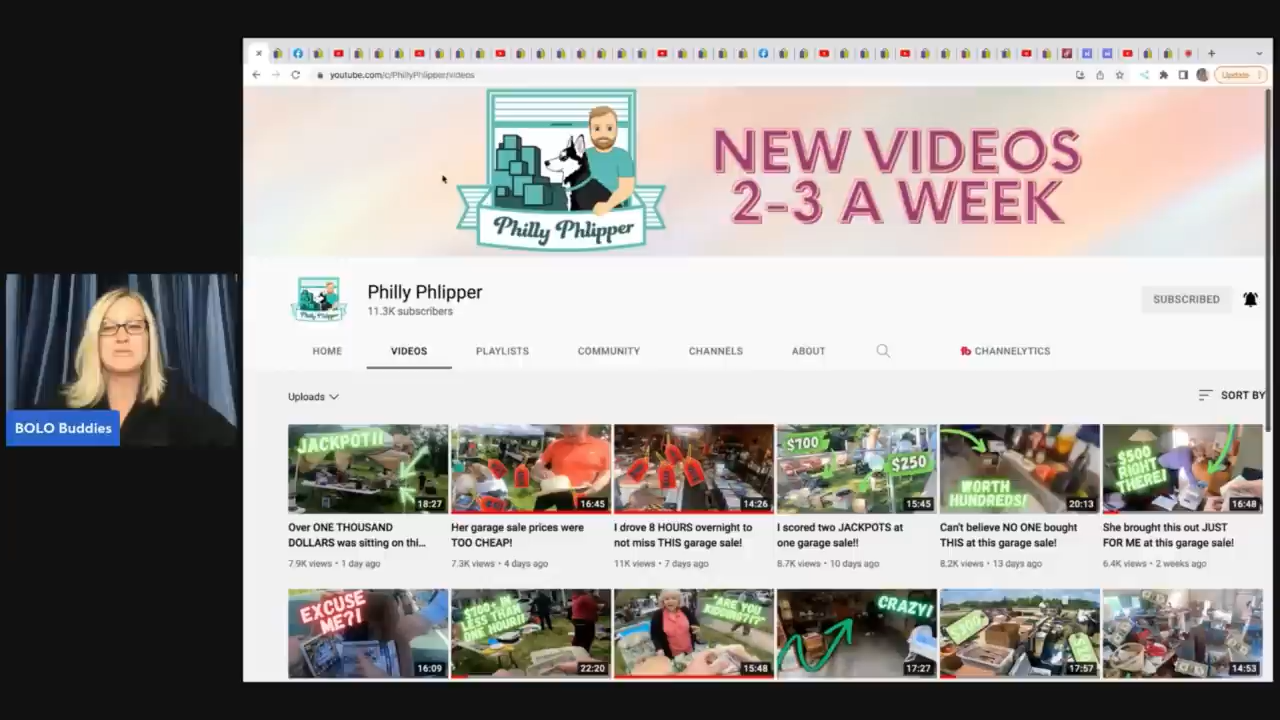 youtube.com/c/PhillyPhlipper/videos
Update
NEW VIDEOS
2-3 A WEEK
Philly Phlipper
Philly Phlipper
Philly Phlipper
11.3K subscribers
SUBSCRIBED
HOME
VIDEOS
PLAYLISTS
COMMUNITY
CHANNELS
ABOUT
CHANNELYTICS
BOLO Buddies
Uploads
SORT BY
JACKPOT!!
18:27
16:45
14:26
$700
$250
15:45
WORTH
HUNDREDS!
20:13
$500
RIGHT
THERE!
16:48
Over ONE THOUSAND
DOLLARS was sitting on thi...
7.9K views • 1 day ago
Her garage sale prices were
TOO CHEAP!
7.3K views • 4 days ago
I drove 8 HOURS overnight to
not miss THIS garage sale!
11K views • 7 days ago
I scored two JACKPOTS at
one garage sale!!
8.7K views • 10 days ago
Can't believe NO ONE bought
THIS at this garage sale!
8.2K views • 13 days ago
She brought this out JUST
FOR ME at this garage sale!
6.4K views • 2 weeks ago
EXCUSE
ME?!
16:09
$700+ IN
LESS THAN
ONE HOUR!!
22:20
"ARE YOU
KIDDING?!?"
15:48
CRAZY!
17:27
17:57
14:53